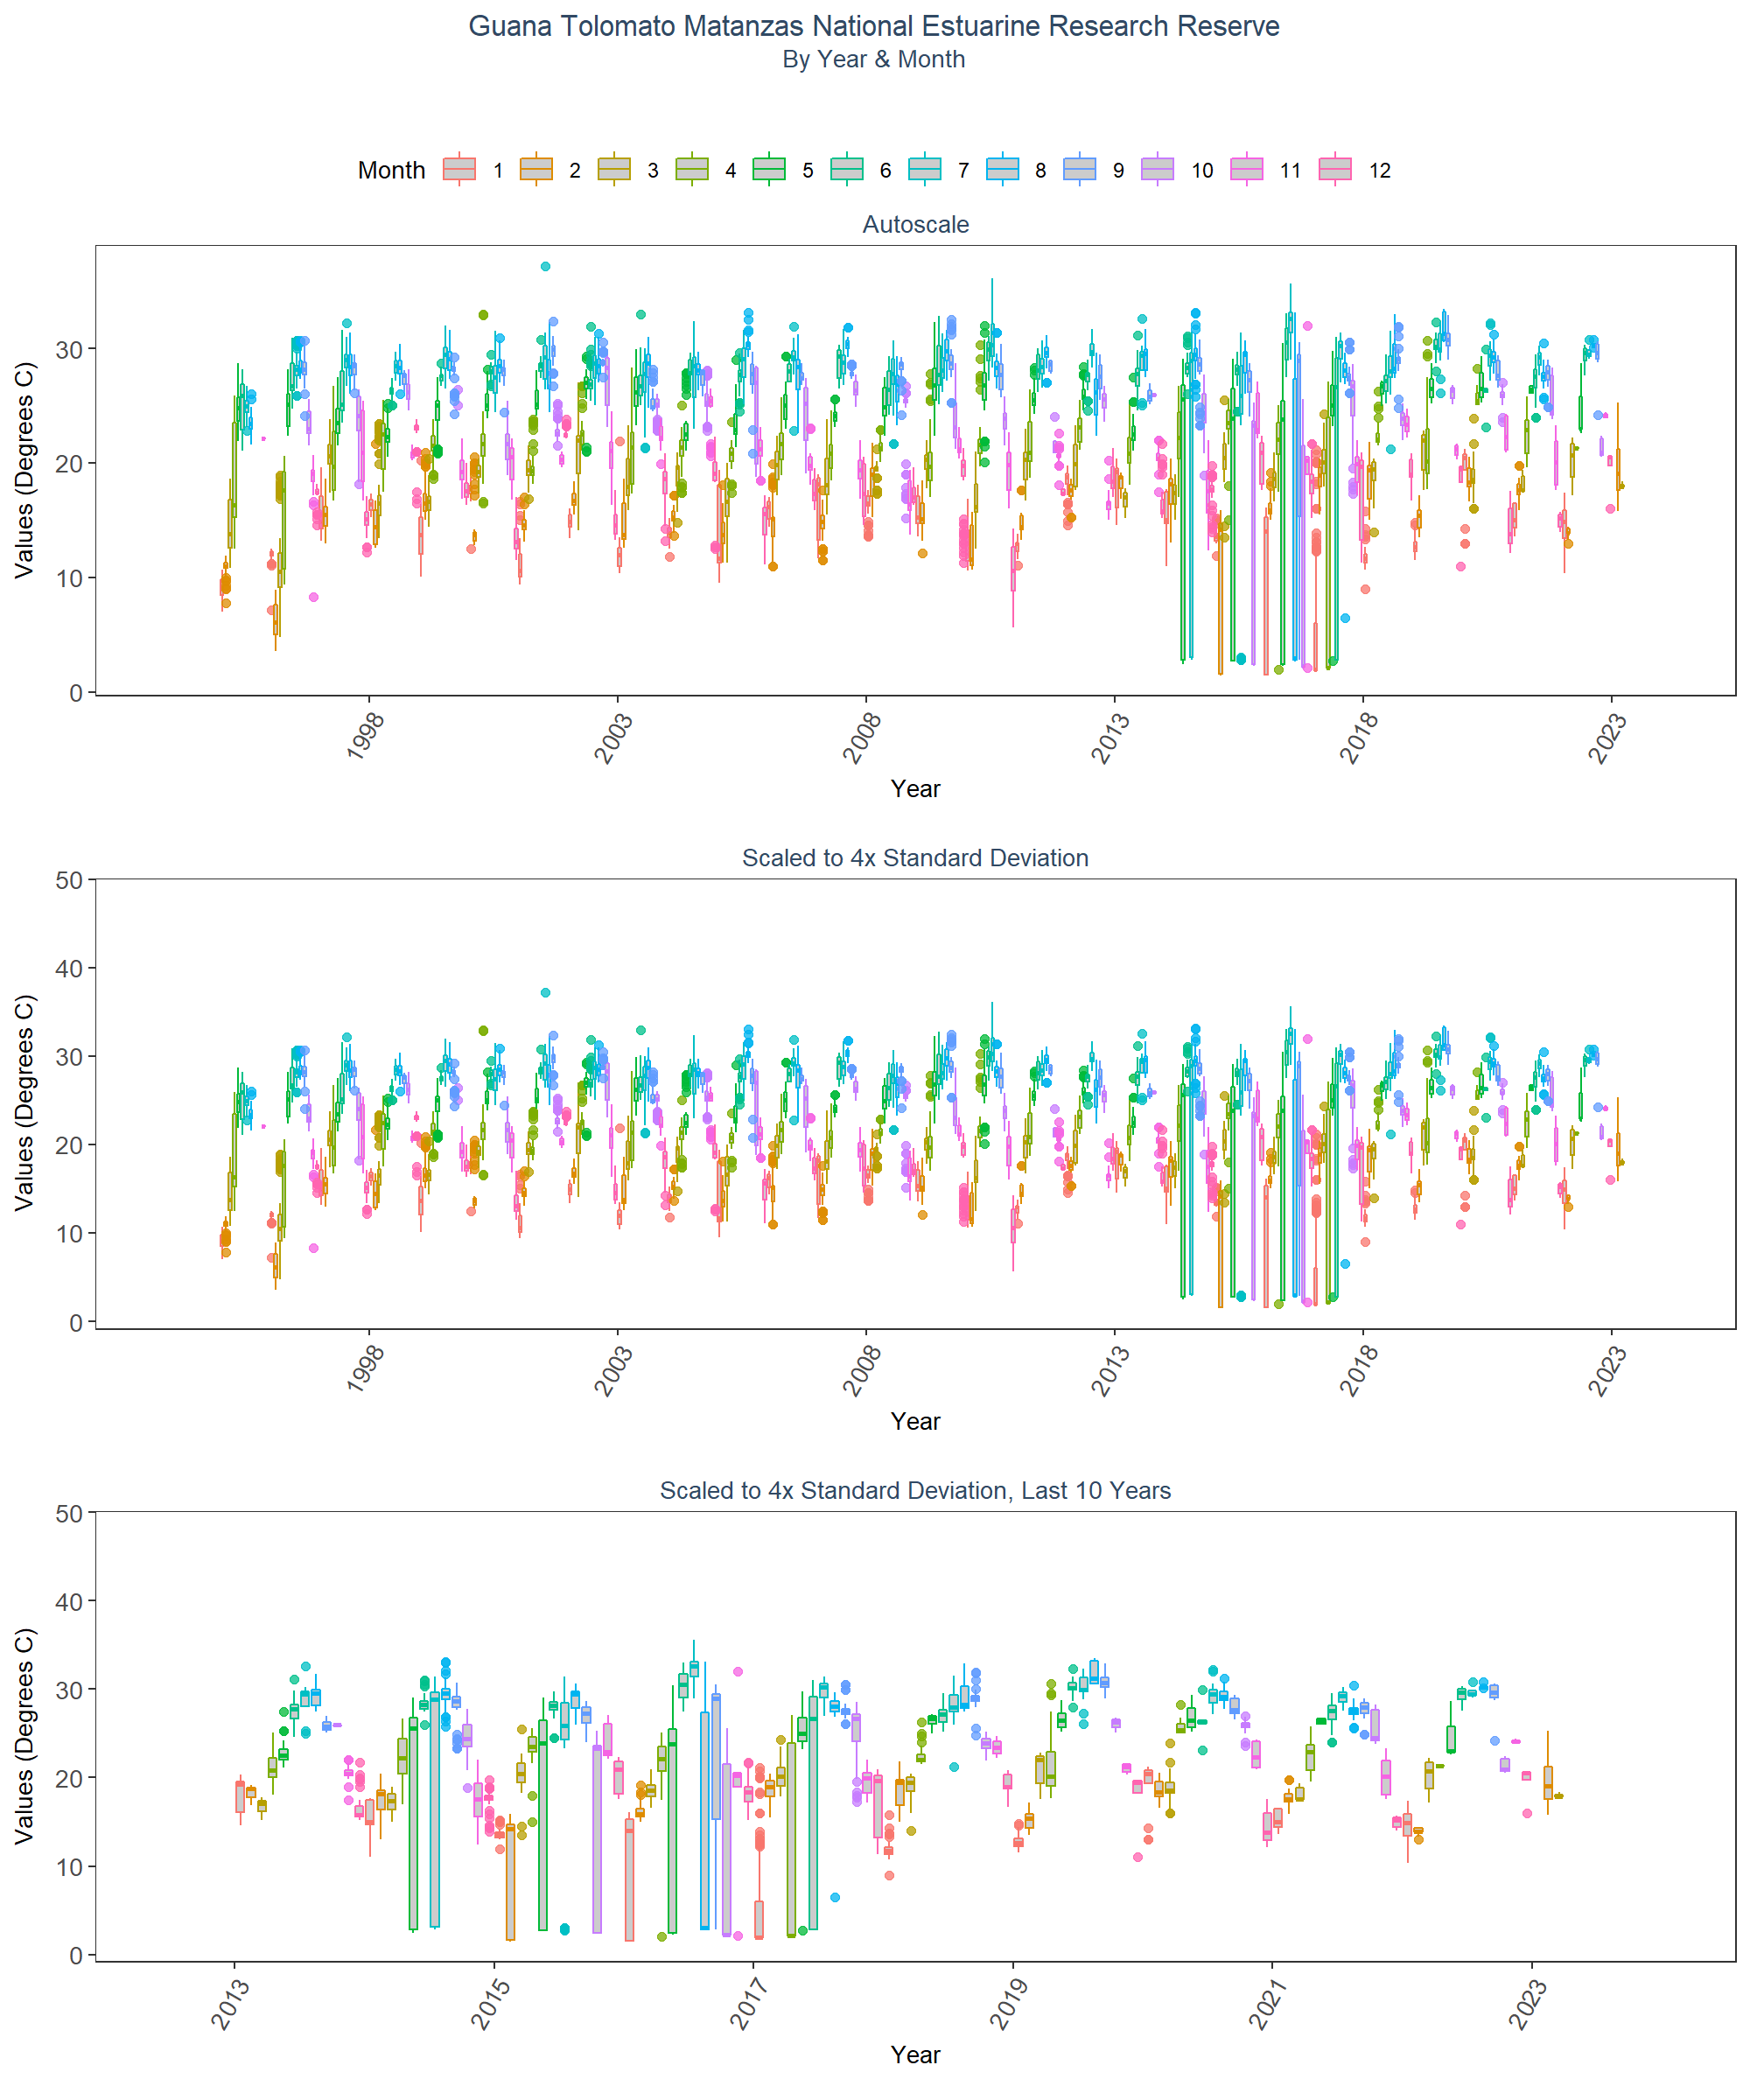 Guana Tolomato Matanzas National Estuarine Research Reserve
By Year & Month
Month 1 2 3 4 5 6 7 8 9 10 11 12
Autoscale
Values (Degrees C)
30
20
10
0
1998 2003 2008 2013 2018 2023
Year
Scaled to 4x Standard Deviation
Values (Degrees C)
50
40
30
20
10
0
1998 2003 2008 2013 2018 2023
Year
Scaled to 4x Standard Deviation, Last 10 Years
Values (Degrees C)
50
40
30
20
10
0
2013 2015 2017 2019 2021 2023
Year